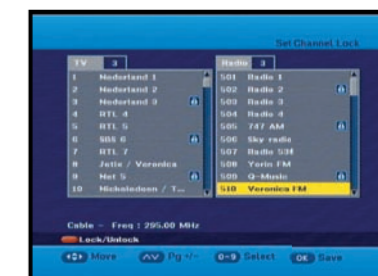 Set Channel Lock
TV 3
1 Nederland 1
2 Nederland 2
3 Nederland 3
4 RTL 4
5 RTL 5
6 SBS 6
7 RTL 7
8 Jetix / Veronica
9 Net 5
10 Nickelodeon / T...
Radio 3
501 Radio 1
502 Radio 2
503 Radio 3
504 Radio 4
505 747 AM
506 Sky radio
507 Radio 538
508 Yorin FM
509 Q-Music
510 Veronica FM
Cable - Freq : 295.00 MHz
Lock/Unlock
More Pg +/- 0~9 Select OK Save